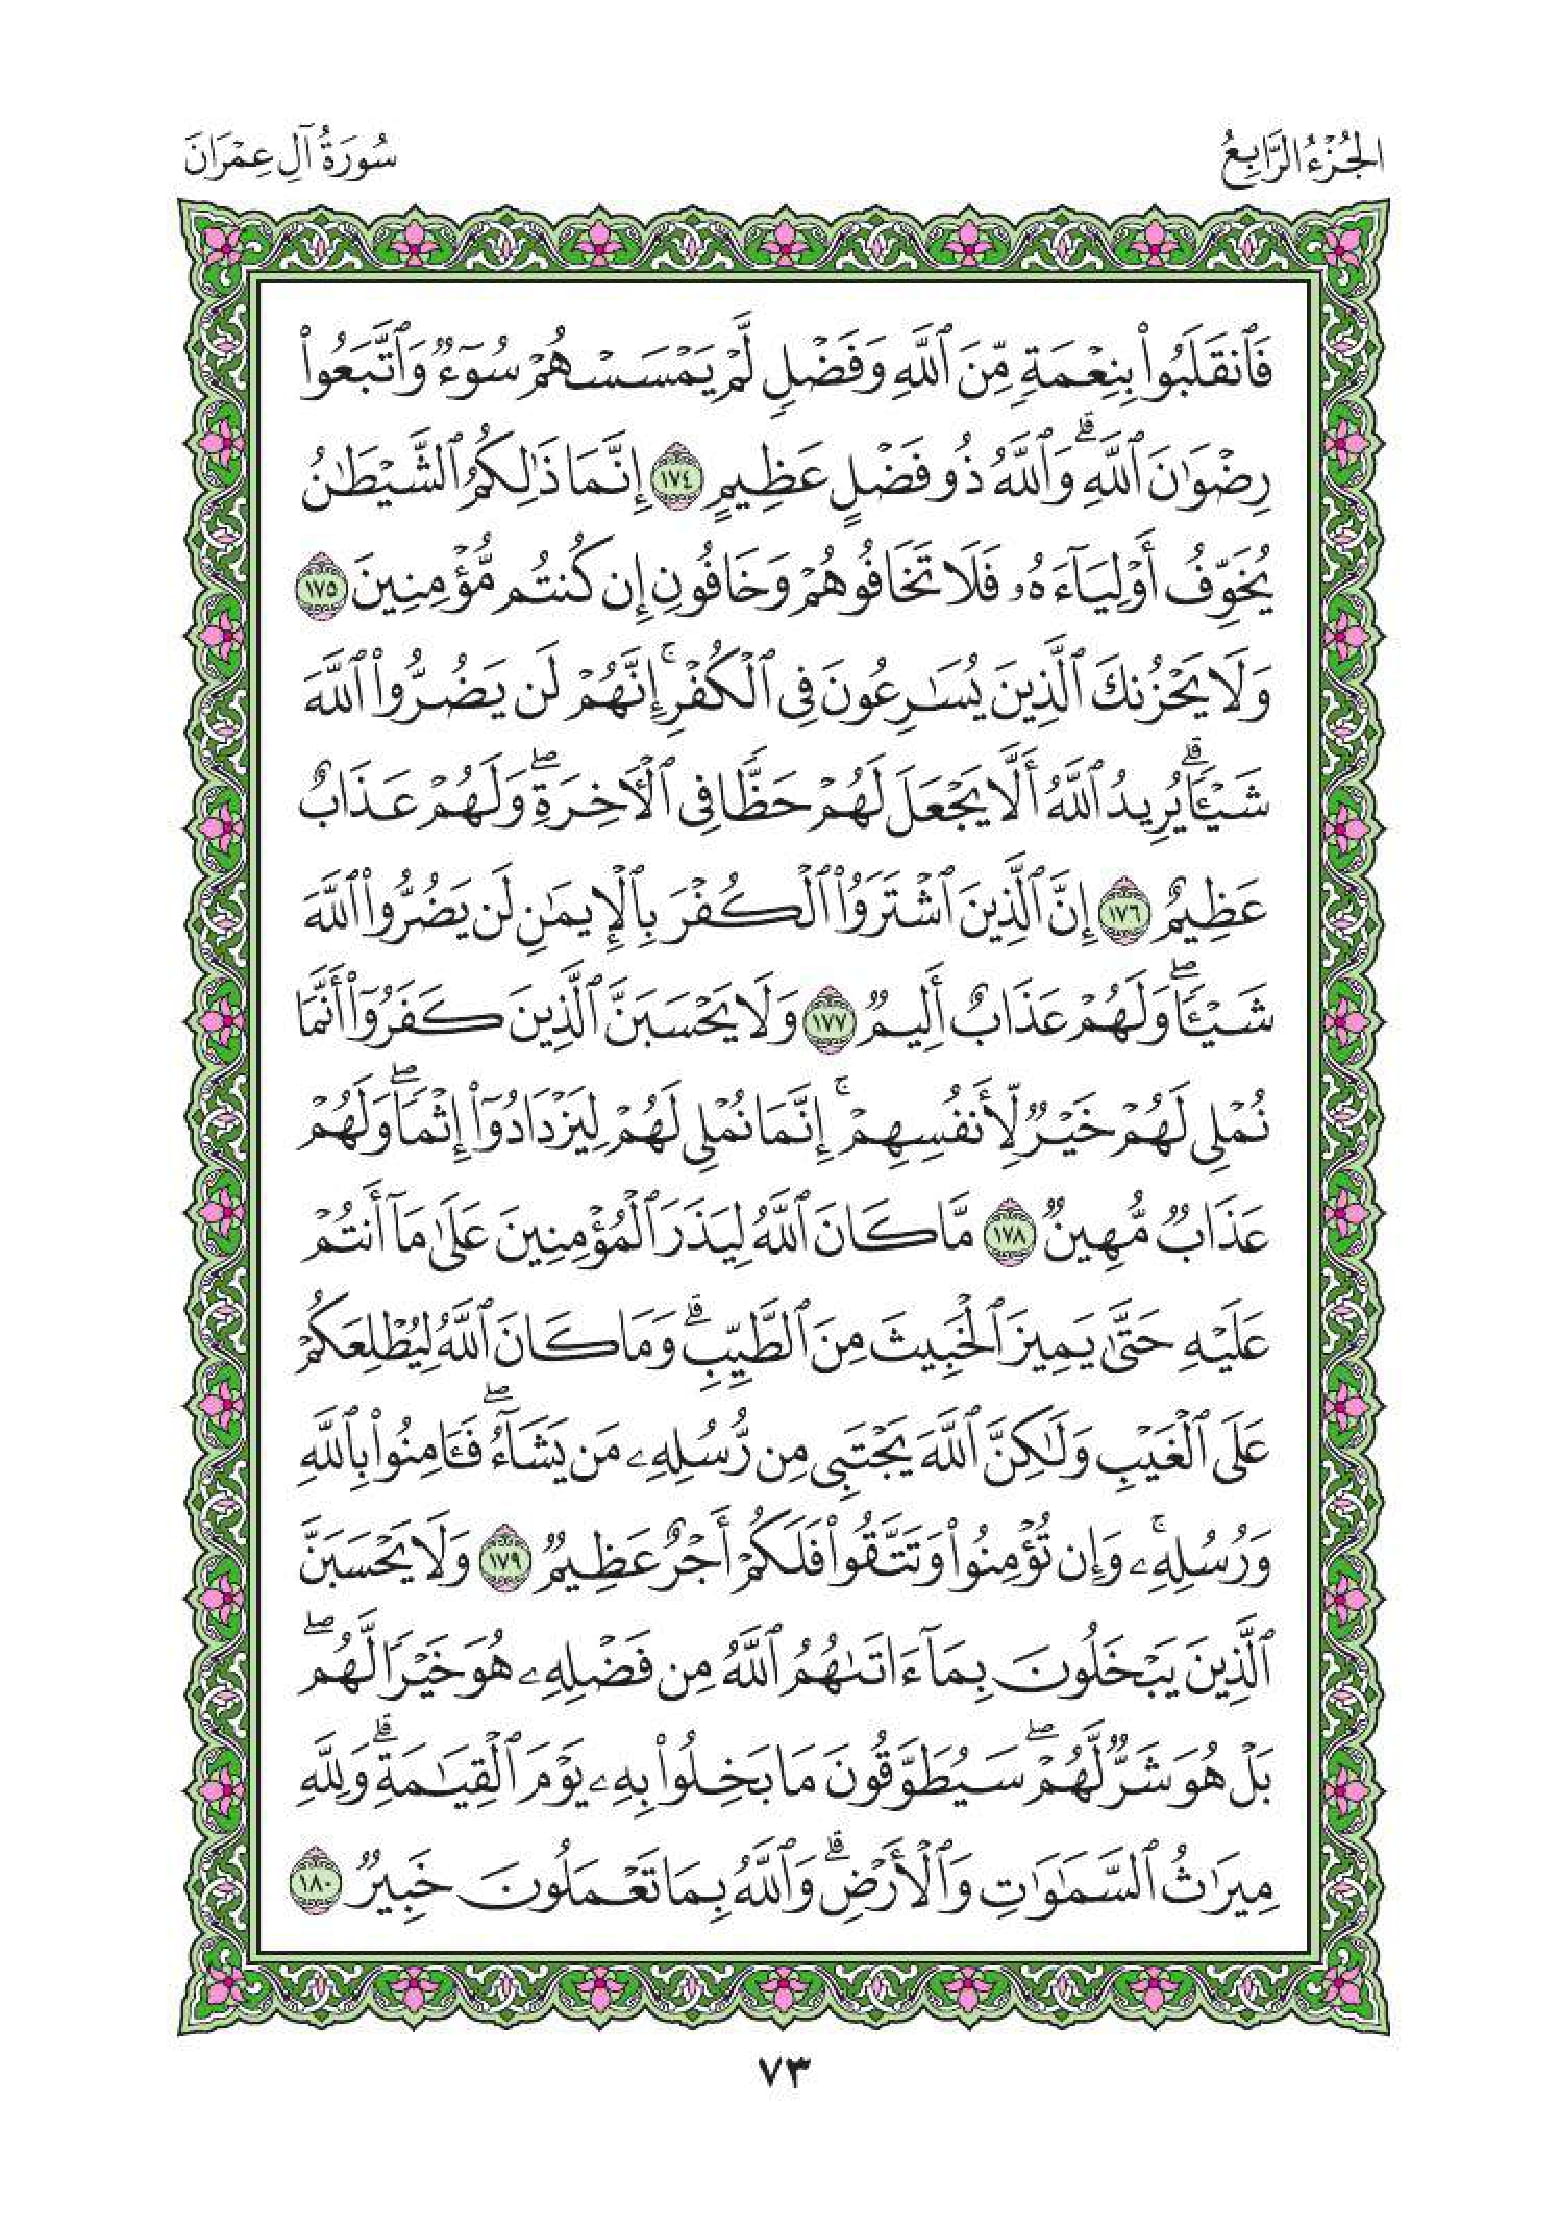 الجُزْءُ الرَّابِعُ
سُورَةُ آلِ عِمْرَانَ
فَٱنقَلَبُواْ بِنِعْمَةٍ مِّنَ ٱللَّهِ وَفَضْلٍ لَّمْ يَمْسَسْهُمْ سُوٓءٌ وَٱتَّبَعُواْ
رِضْوَٰنَ ٱللَّهِۗ وَٱللَّهُ ذُو فَضْلٍ عَظِيمٍ ١٧٤ إِنَّمَا ذَٰلِكُمُ ٱلشَّيْطَـٰنُ
يُخَوِّفُ أَوْلِيَآءَهُۥ فَلَا تَخَافُوهُمْ وَخَافُونِ إِن كُنتُم مُّؤْمِنِينَ ١٧٥
وَلَا يَحْزُنكَ ٱلَّذِينَ يُسَـٰرِعُونَ فِى ٱلْكُفْرِۚ إِنَّهُمْ لَن يَضُرُّواْ ٱللَّهَ
شَيْـًٔاۗ يُرِيدُ ٱللَّهُ أَلَّا يَجْعَلَ لَهُمْ حَظًّا فِى ٱلْـَٔاخِرَةِۖ وَلَهُمْ عَذَابٌ
عَظِيمٌ ١٧٦ إِنَّ ٱلَّذِينَ ٱشْتَرَوُاْ ٱلْكُفْرَ بِٱلْإِيمَـٰنِ لَن يَضُرُّواْ ٱللَّهَ
شَيْـًٔاۖ وَلَهُمْ عَذَابٌ أَلِيمٌ ١٧٧ وَلَا يَحْسَبَنَّ ٱلَّذِينَ كَفَرُوٓاْ أَنَّمَا
نُمْلِى لَهُمْ خَيْرٌ لِّأَنفُسِهِمْۚ إِنَّمَا نُمْلِى لَهُمْ لِيَزْدَادُوٓاْ إِثْمًاۖ وَلَهُمْ
عَذَابٌ مُّهِينٌ ١٧٨ مَّا كَانَ ٱللَّهُ لِيَذَرَ ٱلْمُؤْمِنِينَ عَلَىٰ مَآ أَنتُمْ
عَلَيْهِ حَتَّىٰ يَمِيزَ ٱلْخَبِيثَ مِنَ ٱلطَّيِّبِۗ وَمَا كَانَ ٱللَّهُ لِيُطْلِعَكُمْ
عَلَى ٱلْغَيْبِ وَلَـٰكِنَّ ٱللَّهَ يَجْتَبِى مِن رُّسُلِهِۦ مَن يَشَآءُۖ فَـَٔامِنُواْ بِٱللَّهِ
وَرُسُلِهِۦۚ وَإِن تُؤْمِنُواْ وَتَتَّقُواْ فَلَكُمْ أَجْرٌ عَظِيمٌ ١٧٩ وَلَا يَحْسَبَنَّ
ٱلَّذِينَ يَبْخَلُونَ بِمَآ ءَاتَىٰهُمُ ٱللَّهُ مِن فَضْلِهِۦ هُوَ خَيْرًا لَّهُمۖ
بَلْ هُوَ شَرٌّ لَّهُمْۖ سَيُطَوَّقُونَ مَا بَخِلُواْ بِهِۦ يَوْمَ ٱلْقِيَـٰمَةِۗ وَلِلَّهِ
مِيرَٰثُ ٱلسَّمَـٰوَٰتِ وَٱلْأَرْضِۗ وَٱللَّهُ بِمَا تَعْمَلُونَ خَبِيرٌ ١٨٠
٧٣